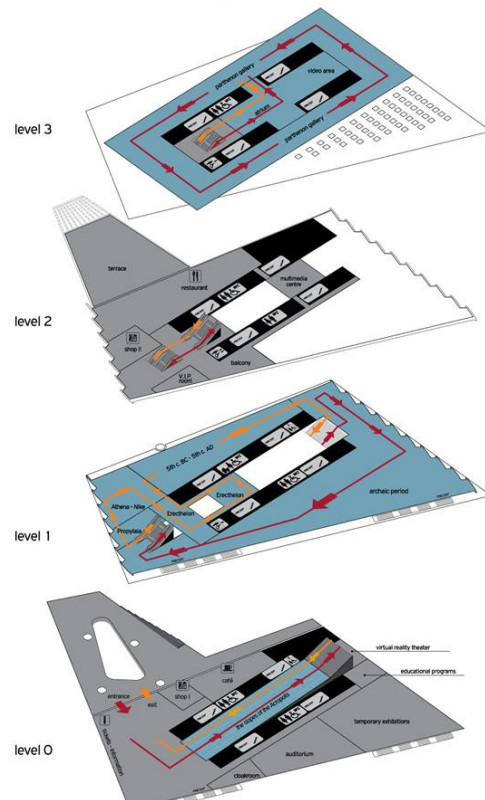 level 3
parthenon gallery
video area
atrium
parthenon gallery
level 2
terrace
restaurant
multimedia
centre
shop II
balcony
V.I.P.
room
level 1
5th c. BC - 5th c. AD
Athena - Nike
Erectheion
Erectheion
Propylaia
archaic period
level 0
virtual reality theater
educational programs
café
shop I
entrance
exit
tickets - information
the slopes of the Acropolis
temporary exhibitions
auditorium
cloakroom